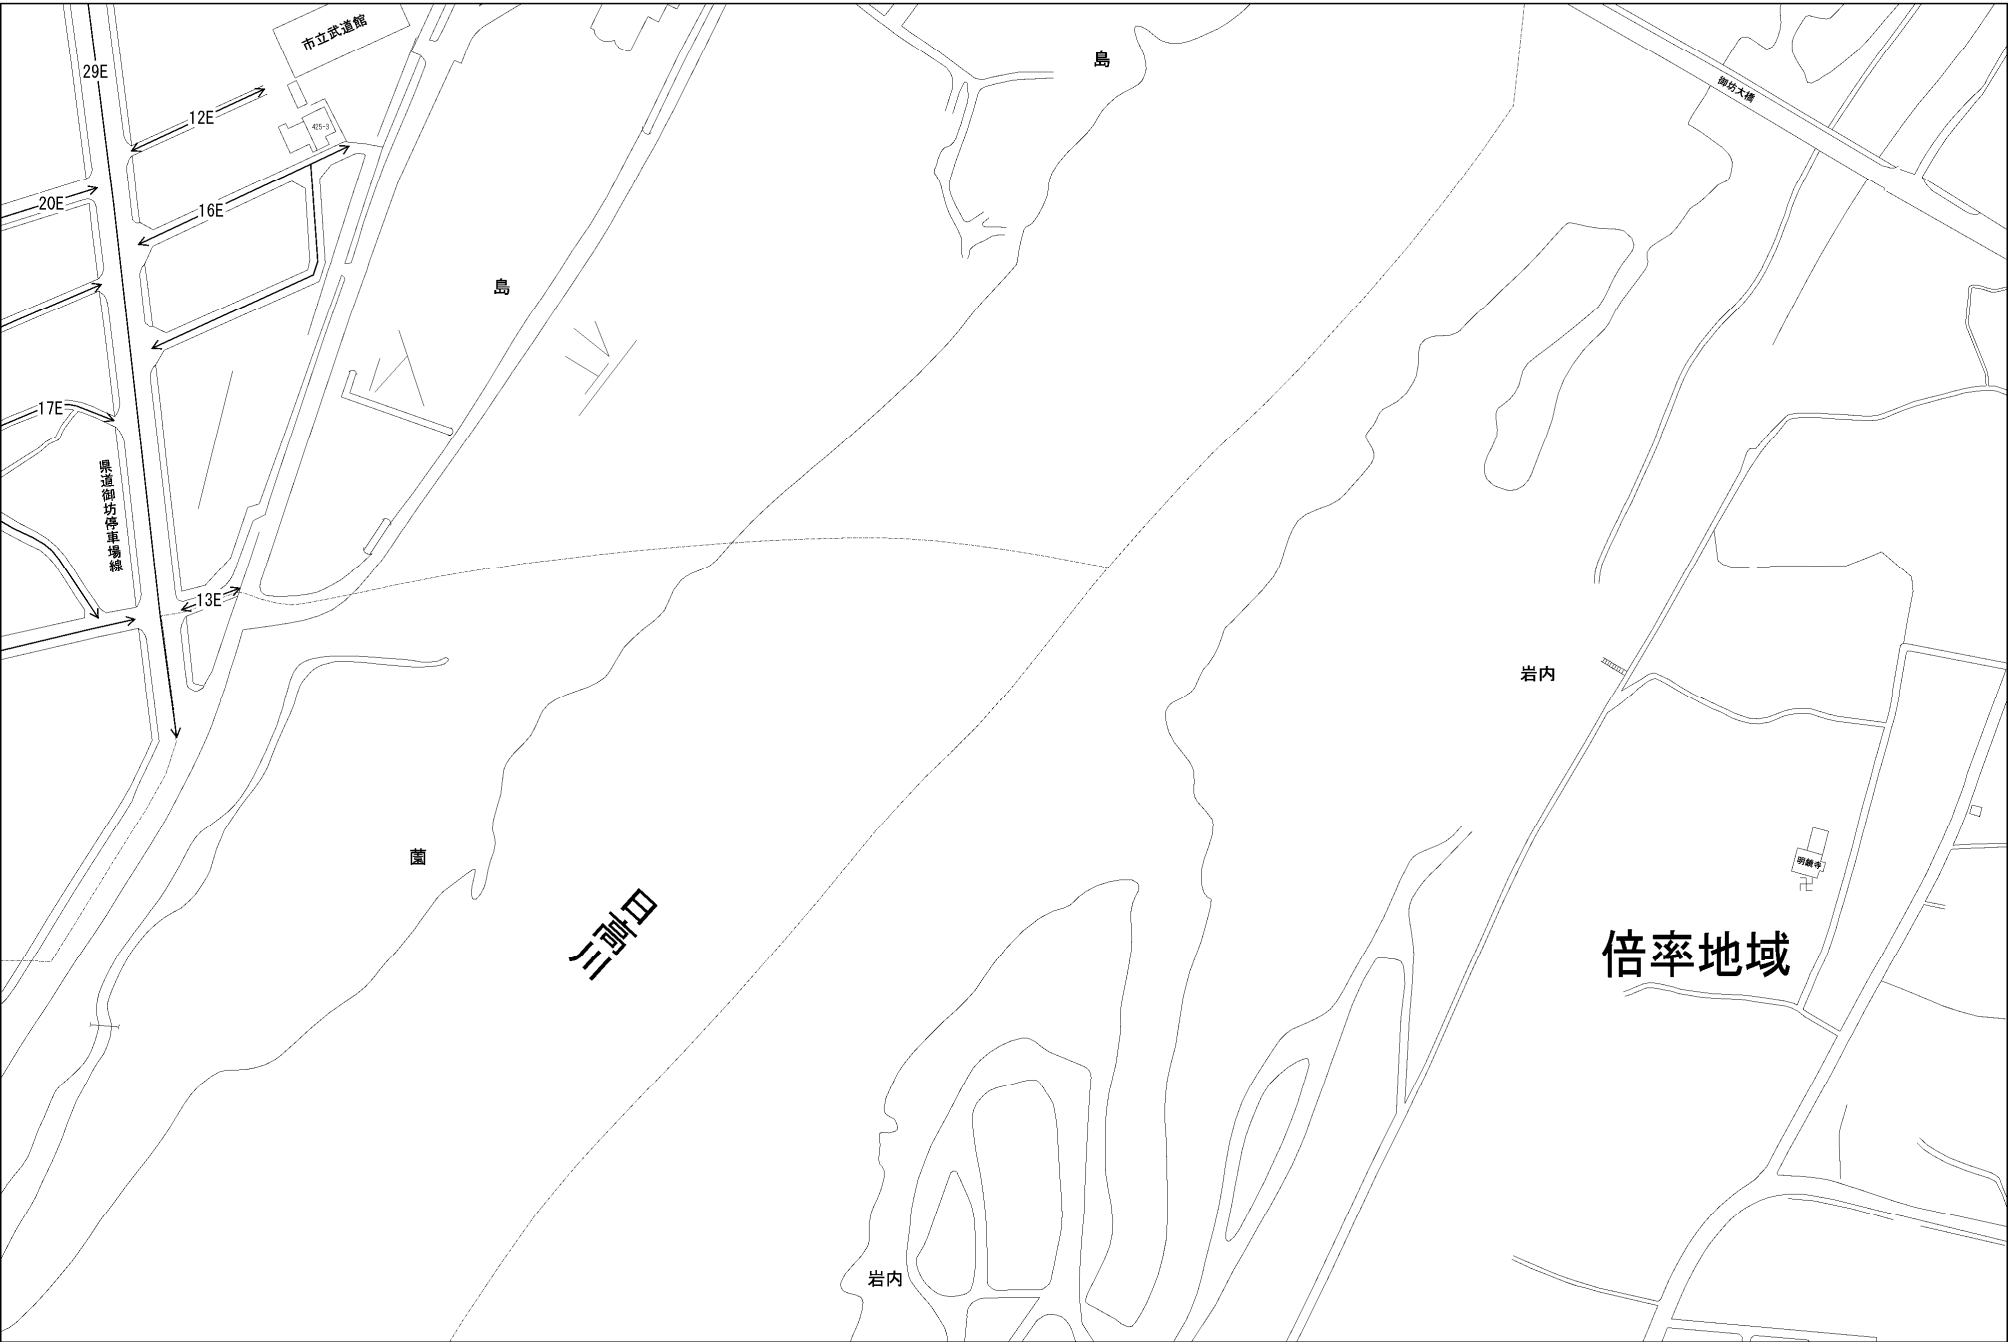 市立武道館
島
29E
御坊大橋
12E
425-3
20E
16E
島
17E
県道御坊停車場線
13E
岩内
薗
明鏡寺
日高川
倍率地域
岩内